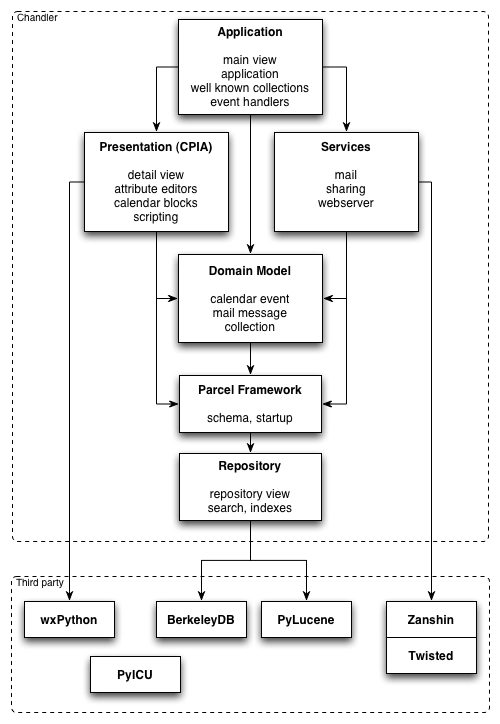 Chandler
Application
main view
application
well known collections
event handlers
Presentation (CPIA)
detail view
attribute editors
calendar blocks
scripting
Services
mail
sharing
webserver
Domain Model
calendar event
mail message
collection
Parcel Framework
schema, startup
Repository
repository view
search, indexes
Third party
wxPython
BerkeleyDB
PyLucene
Zanshin
Twisted
PyICU